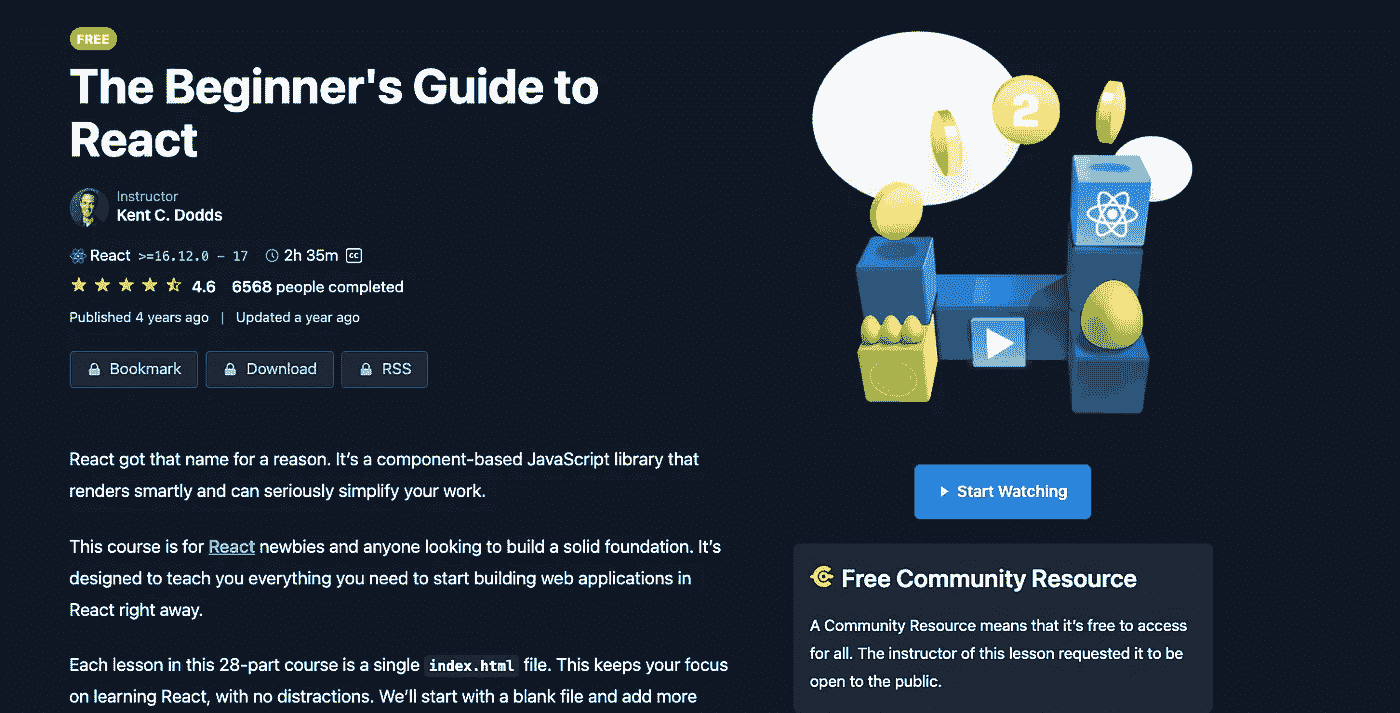 FREE
The Beginner's Guide to
React
Instructor
Kent C. Dodds
React >=16.12.0 – 17 2h 35m CC
4.6 6568 people completed
Published 4 years ago | Updated a year ago
Bookmark Download RSS
React got that name for a reason. It's a component-based JavaScript library that
renders smartly and can seriously simplify your work.
This course is for React newbies and anyone looking to build a solid foundation. It's
designed to teach you everything you need to start building web applications in
React right away.
Each lesson in this 28-part course is a single index.html file. This keeps your focus
on learning React, with no distractions. We'll start with a blank file and add more
2
Start Watching
Free Community Resource
A Community Resource means that it's free to access
for all. The instructor of this lesson requested it to be
open to the public.